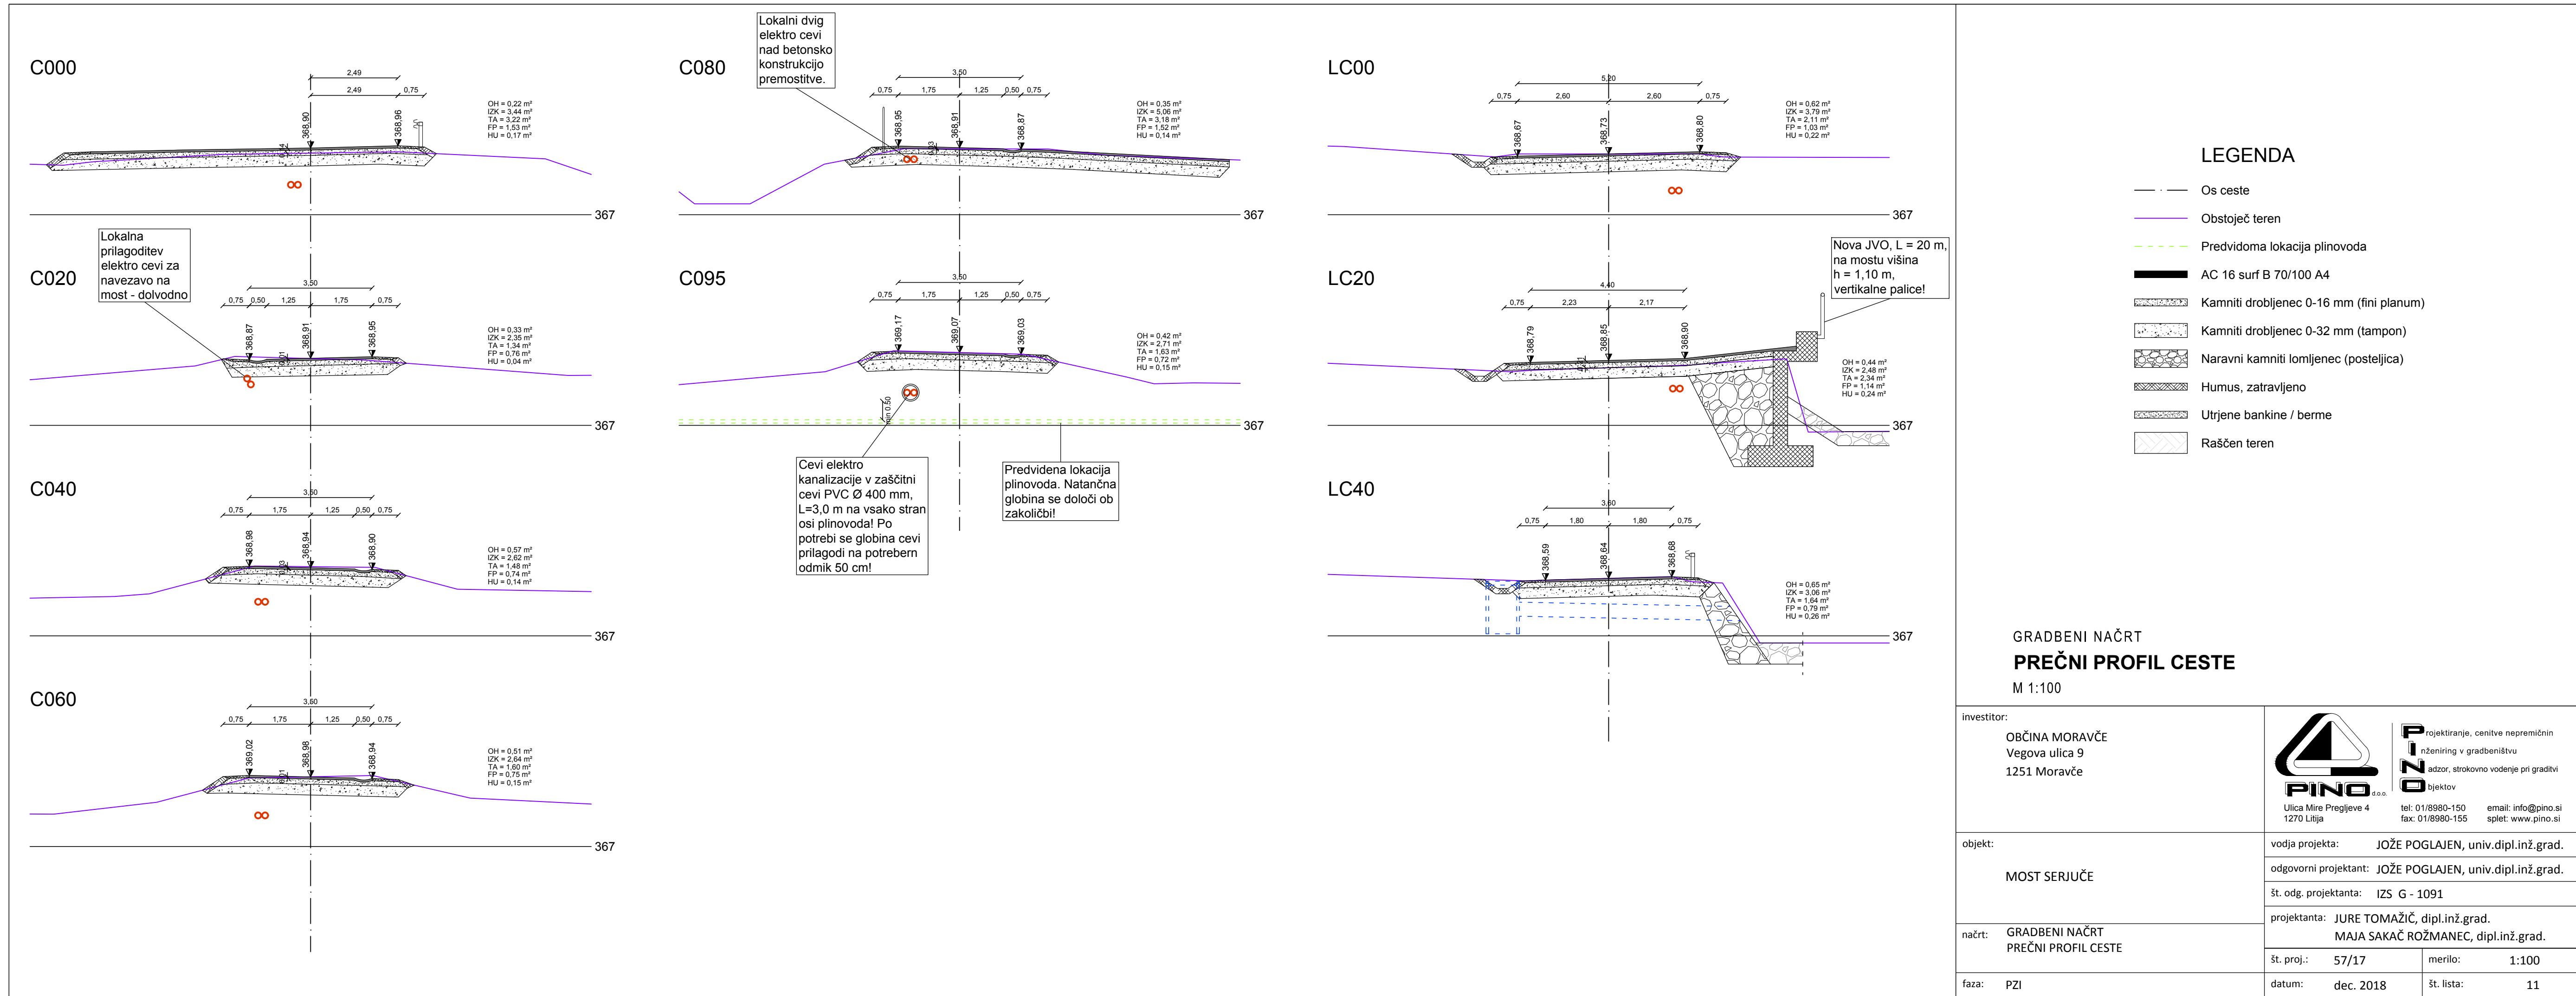 C000
2,49
2,49
0,75
368,90
368,96
OH = 0,22 m²
IZK = 3,44 m²
TA = 3,22 m²
FP = 1,53 m²
HU = 0,17 m²
367
Lokalna
prilagoditev
elektro cevi za
navezavo na
most - dolvodno
C020
3,50
0,75
0,50
1,25
1,75
0,75
368,87
368,91
368,95
OH = 0,33 m²
IZK = 2,35 m²
TA = 1,34 m²
FP = 0,76 m²
HU = 0,04 m²
367
C040
3,50
0,75
1,75
1,25
0,50
0,75
368,98
368,94
368,90
OH = 0,57 m²
IZK = 2,62 m²
TA = 1,48 m²
FP = 0,74 m²
HU = 0,14 m²
367
C060
3,50
0,75
1,75
1,25
0,50
0,75
369,02
368,98
368,94
OH = 0,51 m²
IZK = 2,64 m²
TA = 1,60 m²
FP = 0,75 m²
HU = 0,15 m²
367
Lokalni dvig
elektro cevi
nad betonsko
konstrukcijo
premostitve.
C080
3,50
0,75
1,75
1,25
0,50
0,75
368,95
368,91
368,87
OH = 0,35 m²
IZK = 5,06 m²
TA = 3,18 m²
FP = 1,52 m²
HU = 0,14 m²
367
C095
3,50
0,75
1,75
1,25
0,50
0,75
369,17
369,07
369,03
OH = 0,42 m²
IZK = 2,71 m²
TA = 1,63 m²
FP = 0,72 m²
HU = 0,15 m²
min 0.50
367
Cevi elektro
kanalizacije v zaščitni
cevi PVC Ø 400 mm,
L=3,0 m na vsako stran
osi plinovoda! Po
potrebi se globina cevi
prilagodi na potrebern
odmik 50 cm!
Predvidena lokacija
plinovoda. Natančna
globina se določi ob
zakoličbi!
LC00
5,20
0,75
2,60
2,60
0,75
368,67
368,73
368,80
OH = 0,62 m²
IZK = 3,79 m²
TA = 2,11 m²
FP = 1,03 m²
HU = 0,22 m²
367
Nova JVO, L = 20 m,
na mostu višina
h = 1,10 m,
vertikalne palice!
LC20
4,40
0,75
2,23
2,17
368,79
368,85
368,90
OH = 0,44 m²
IZK = 2,48 m²
TA = 2,34 m²
FP = 1,14 m²
HU = 0,24 m²
367
LC40
3,60
0,75
1,80
1,80
0,75
368,59
368,64
368,68
OH = 0,65 m²
IZK = 3,06 m²
TA = 1,64 m²
FP = 0,79 m²
HU = 0,26 m²
367
LEGENDA
Os ceste
Obstoječ teren
Predvidoma lokacija plinovoda
AC 16 surf B 70/100 A4
Kamniti drobljenec 0-16 mm (fini planum)
Kamniti drobljenec 0-32 mm (tampon)
Naravni kamniti lomljenec (posteljica)
Humus, zatravljeno
Utrjene bankine / berme
Raščen teren
GRADBENI NAČRT
PREČNI PROFIL CESTE
M 1:100
investitor:
OBČINA MORAVČE
Vegova ulica 9
1251 Moravče
PINO d.o.o.
Projektiranje, cenitve nepremičnin
Inženiring v gradbeništvu
Nadzor, strokovno vodenje pri graditvi
Objektov
Ulica Mire Pregljeve 4
1270 Litija
tel: 01/8980-150
fax: 01/8980-155
email: info@pino.si
splet: www.pino.si
objekt:
MOST SERJUČE
vodja projekta: JOŽE POGLAJEN, univ.dipl.inž.grad.
odgovorni projektant: JOŽE POGLAJEN, univ.dipl.inž.grad.
št. odg. projektanta: IZS G - 1091
projektanta: JURE TOMAŽIČ, dipl.inž.grad.
MAJA SAKAČ ROŽMANEC, dipl.inž.grad.
načrt: GRADBENI NAČRT
PREČNI PROFIL CESTE
št. proj.: 57/17
merilo: 1:100
faza: PZI
datum: dec. 2018
št. lista: 11